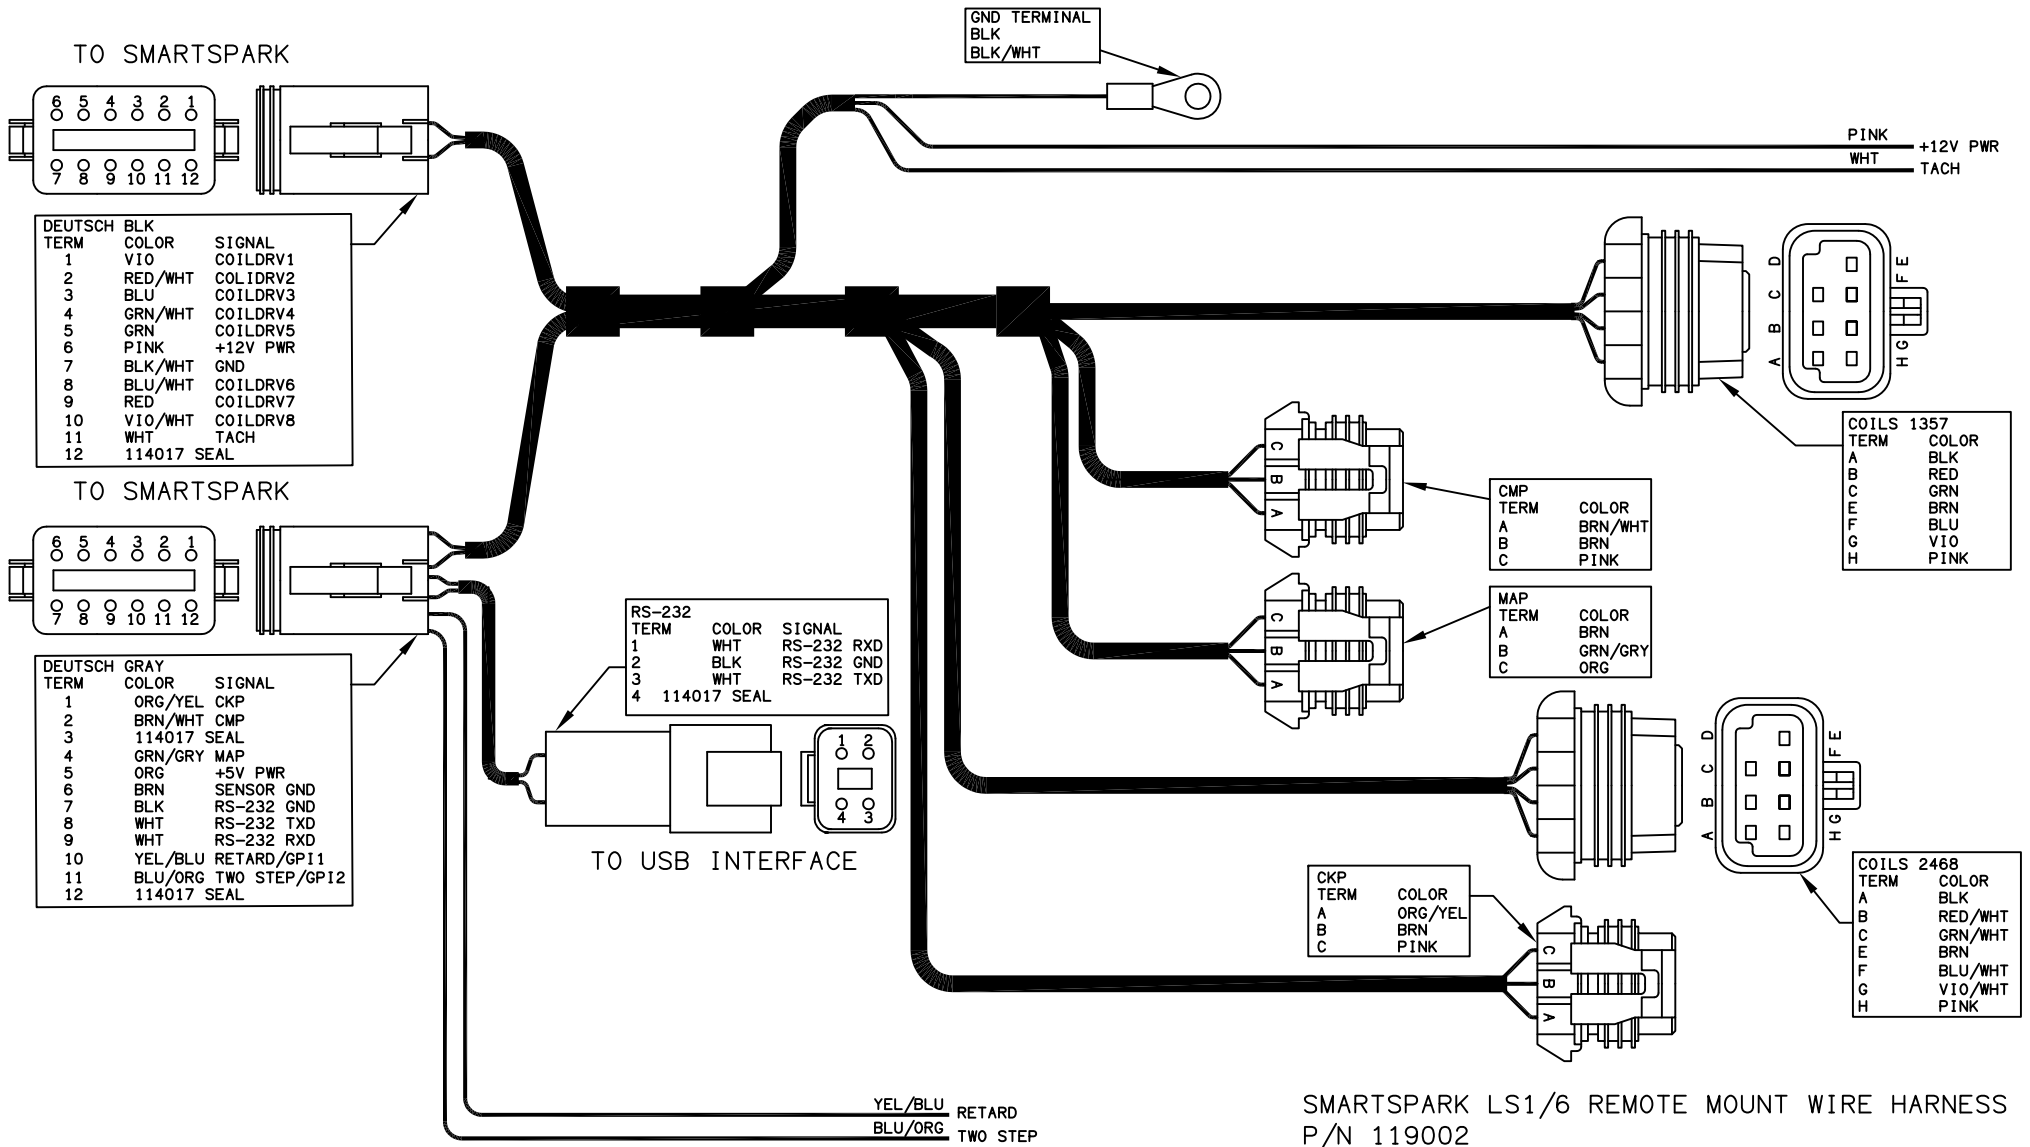 TO SMARTSPARK
6 5 4 3 2 1
7 8 9 10 11 12
DEUTSCH BLK
TERM COLOR SIGNAL
1 VIO COILDRV1
2 RED/WHT COLIDRV2
3 BLU COILDRV3
4 GRN/WHT COILDRV4
5 GRN COILDRV5
6 PINK +12V PWR
7 BLK/WHT GND
8 BLU/WHT COILDRV6
9 RED COILDRV7
10 VIO/WHT COILDRV8
11 WHT TACH
12 114017 SEAL
TO SMARTSPARK
6 5 4 3 2 1
7 8 9 10 11 12
DEUTSCH GRAY
TERM COLOR SIGNAL
1 ORG/YEL CKP
2 BRN/WHT CMP
3 114017 SEAL
4 GRN/GRY MAP
5 ORG +5V PWR
6 BRN SENSOR GND
7 BLK RS-232 GND
8 WHT RS-232 TXD
9 WHT RS-232 RXD
10 YEL/BLU RETARD/GPI1
11 BLU/ORG TWO STEP/GPI2
12 114017 SEAL
GND TERMINAL
BLK
BLK/WHT
PINK +12V PWR
WHT TACH
D E
C F
B G
A H
COILS 1357
TERM COLOR
A BLK
B RED
C GRN
E BRN
F BLU
G VIO
H PINK
C
B
A
CMP
TERM COLOR
A BRN/WHT
B BRN
C PINK
C
B
A
MAP
TERM COLOR
A BRN
B GRN/GRY
C ORG
RS-232
TERM COLOR SIGNAL
1 WHT RS-232 RXD
2 BLK RS-232 GND
3 WHT RS-232 TXD
4 114017 SEAL
1 2
4 3
TO USB INTERFACE
D E
C F
B G
A H
COILS 2468
TERM COLOR
A BLK
B RED/WHT
C GRN/WHT
E BRN
F BLU/WHT
G VIO/WHT
H PINK
CKP
TERM COLOR
A ORG/YEL
B BRN
C PINK
C
B
A
YEL/BLU RETARD
BLU/ORG TWO STEP
SMARTSPARK LS1/6 REMOTE MOUNT WIRE HARNESS
P/N 119002